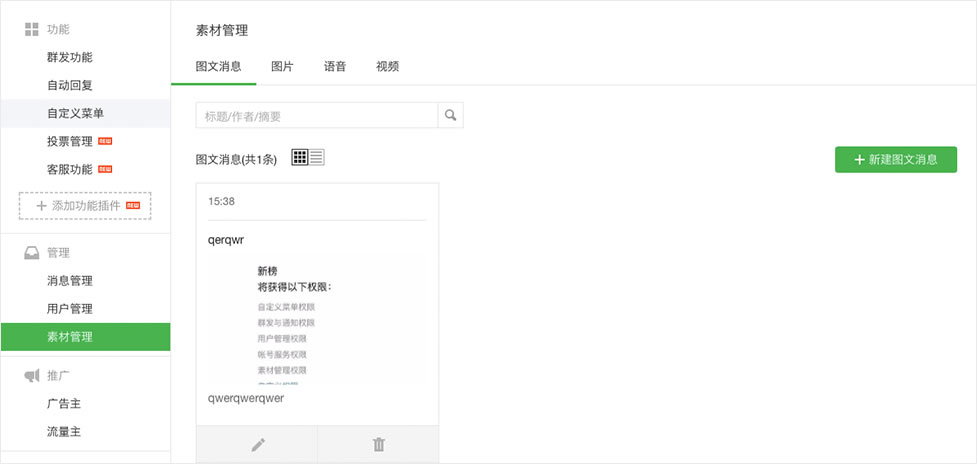 功能
群发功能
自动回复
自定义菜单
投票管理
客服功能
添加功能插件
管理
消息管理
用户管理
素材管理
推广
广告主
流量主
素材管理
图文消息 图片 语音 视频
标题/作者/摘要
图文消息(共1条)
新建图文消息
15:38
qerqwr
新榜
将获得以下权限：
自定义菜单权限
群发与通知权限
用户管理权限
帐号服务权限
素材管理权限
qwerqwerqwer